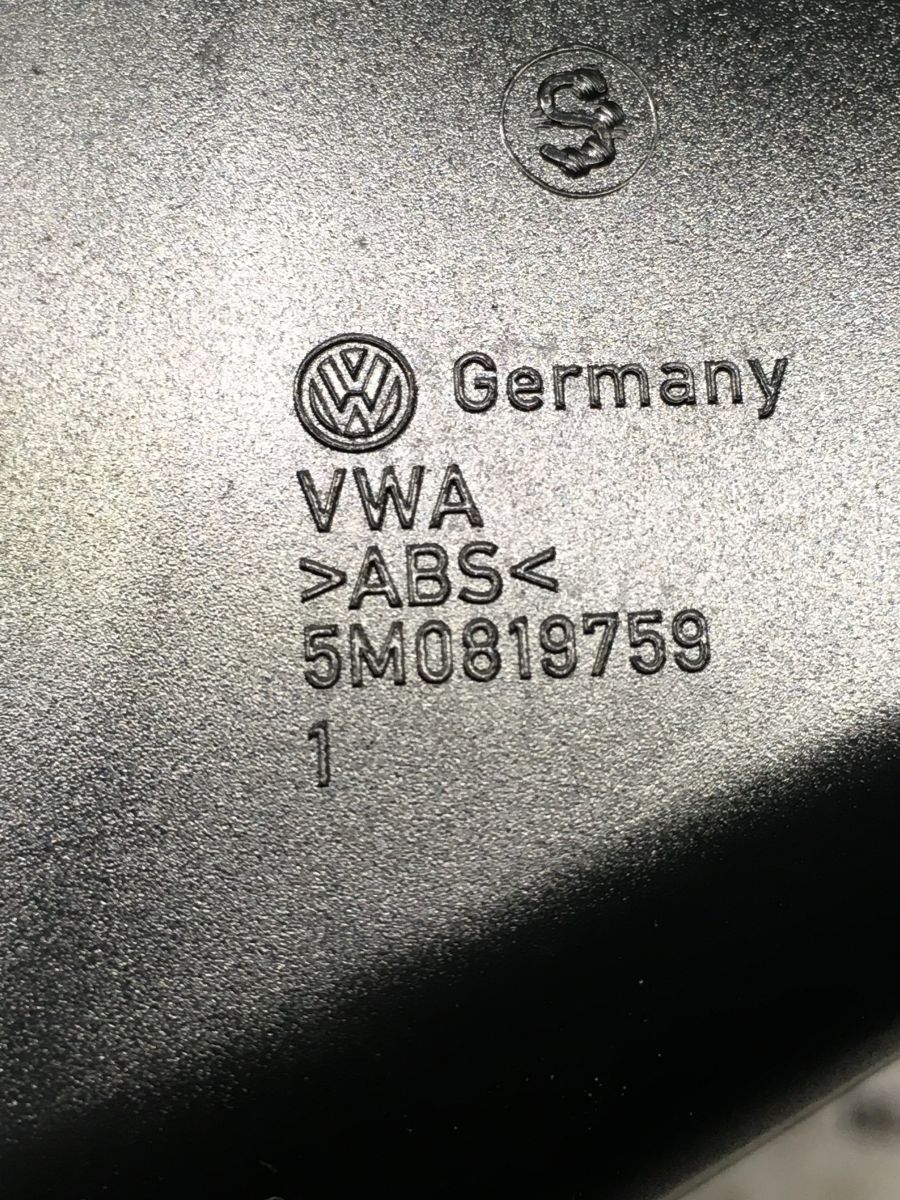 Germany
VWA
>ABS<
5M0819759
1